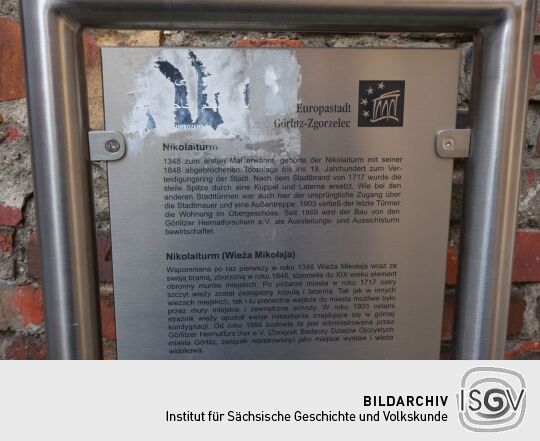 Europastadt
Görlitz-Zgorzelec
Nikolaiturm
1348 zum ersten Mal erwähnt, gehörte der Nikolaiturm mit seiner
1848 abgebrochenen Toranlage bis ins 19. Jahrhundert zum Ver-
teidigungsring der Stadt. Nach dem Stadtbrand von 1717 wurde die
steile Spitze durch eine Kuppel und Laterne ersetzt. Wie bei den
anderen Stadttürmen war auch hier der ursprüngliche Zugang über
die Stadtmauer und eine Außentreppe. 1903 verließ der letzte Türmer
die Wohnung im Obergeschoss. Seit 1969 wird der Bau von den
Görlitzer Heimatforschern e.V. als Ausstellungs- und Aussichtsturm
bewirtschaftet.
Nikolaiturm (Wieża Mikołaja)
Wspomniana po raz pierwszy w roku 1348 Wieża Mikołaja wraz ze
swoją bramą, zburzoną w roku 1848, stanowiła do XIX wieku element
obronny murów miejskich. Po pożarze miasta w roku 1717 ostry
szczyt wieży został zastąpiony kopułą i latarnią. Tak jak w innych
wieżach miejskich, tak i tu pierwotne wejście do miasta możliwe było
przez mury miejskie i zewnętrzne schody. W roku 1903 ostatni
strażnik wieży opuścił swoje mieszkanie znajdujące się w górnej
kondygnacji. Od roku 1969 budowla ta jest administrowana przez
Görlitzer Heimatforscher e.V. (Związek Badaczy Dziejów Ojczystych
miasta Görlitz, związek rejestrowany) jako miejsce wystaw i wieża
widokowa.
BILDARCHIV
Institut für Sächsische Geschichte und Volkskunde
ISGV